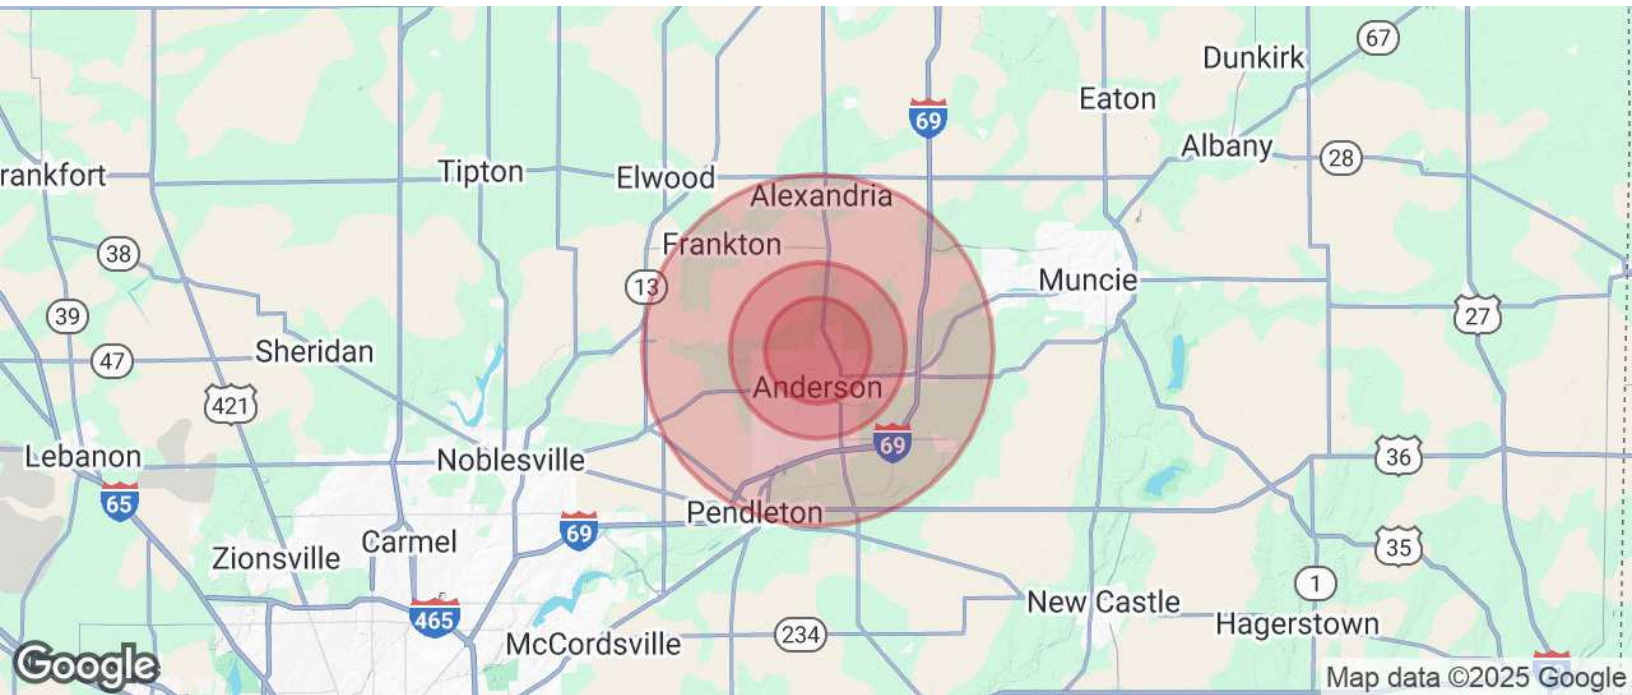 67
Dunkirk
Eaton
69
Albany
28
Tipton
Elwood
rankfort
Alexandria
Frankton
38
13
Muncie
39
27
Sheridan
47
Anderson
421
69
36
Lebanon
Noblesville
65
Pendleton
69
Carmel
35
Zionsville
1
New Castle
465
Hagerstown
McCordsville
234
Google
Map data ©2025 Google